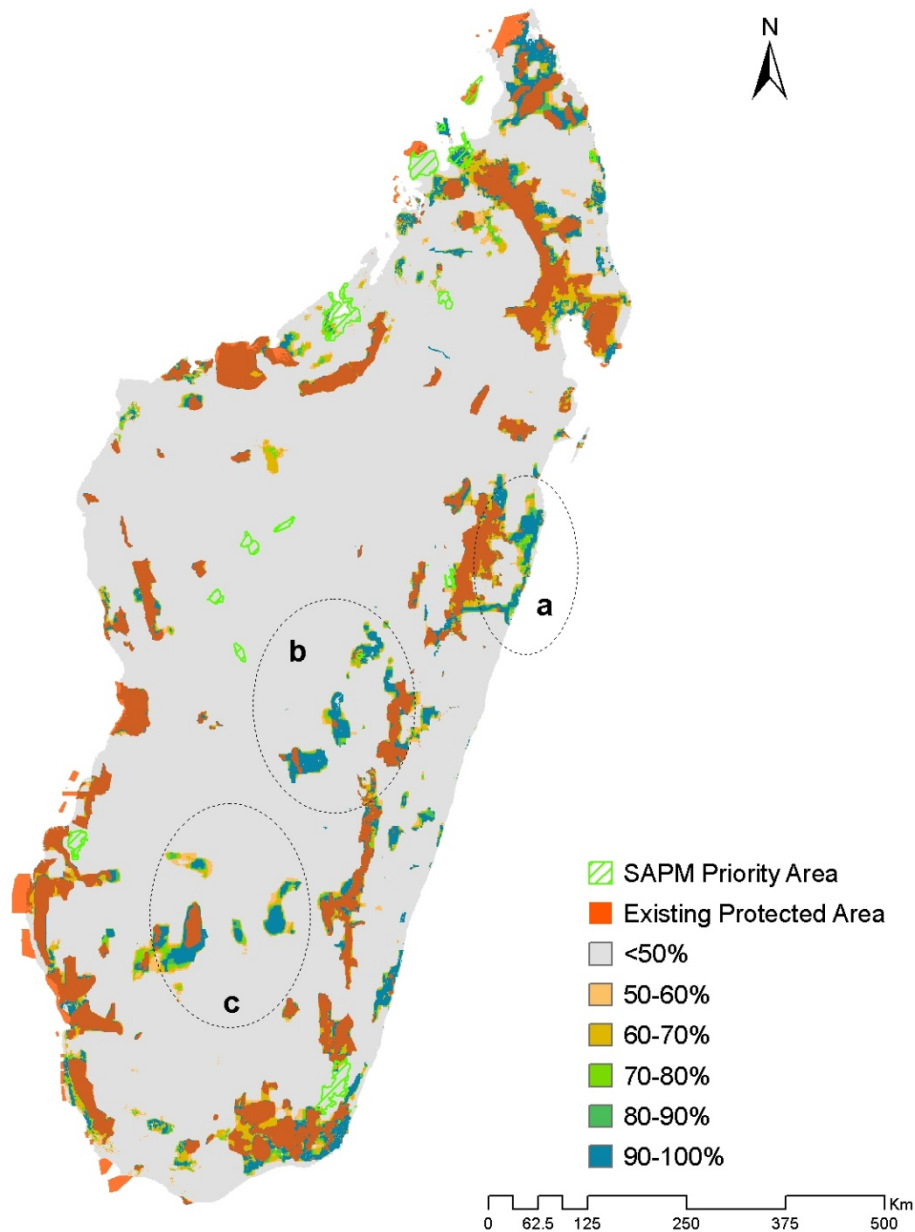 N
a
b
c
SAPM Priority Area
Existing Protected Area
<50%
50-60%
60-70%
70-80%
80-90%
90-100%
Km
0 62.5 125 250 375 500